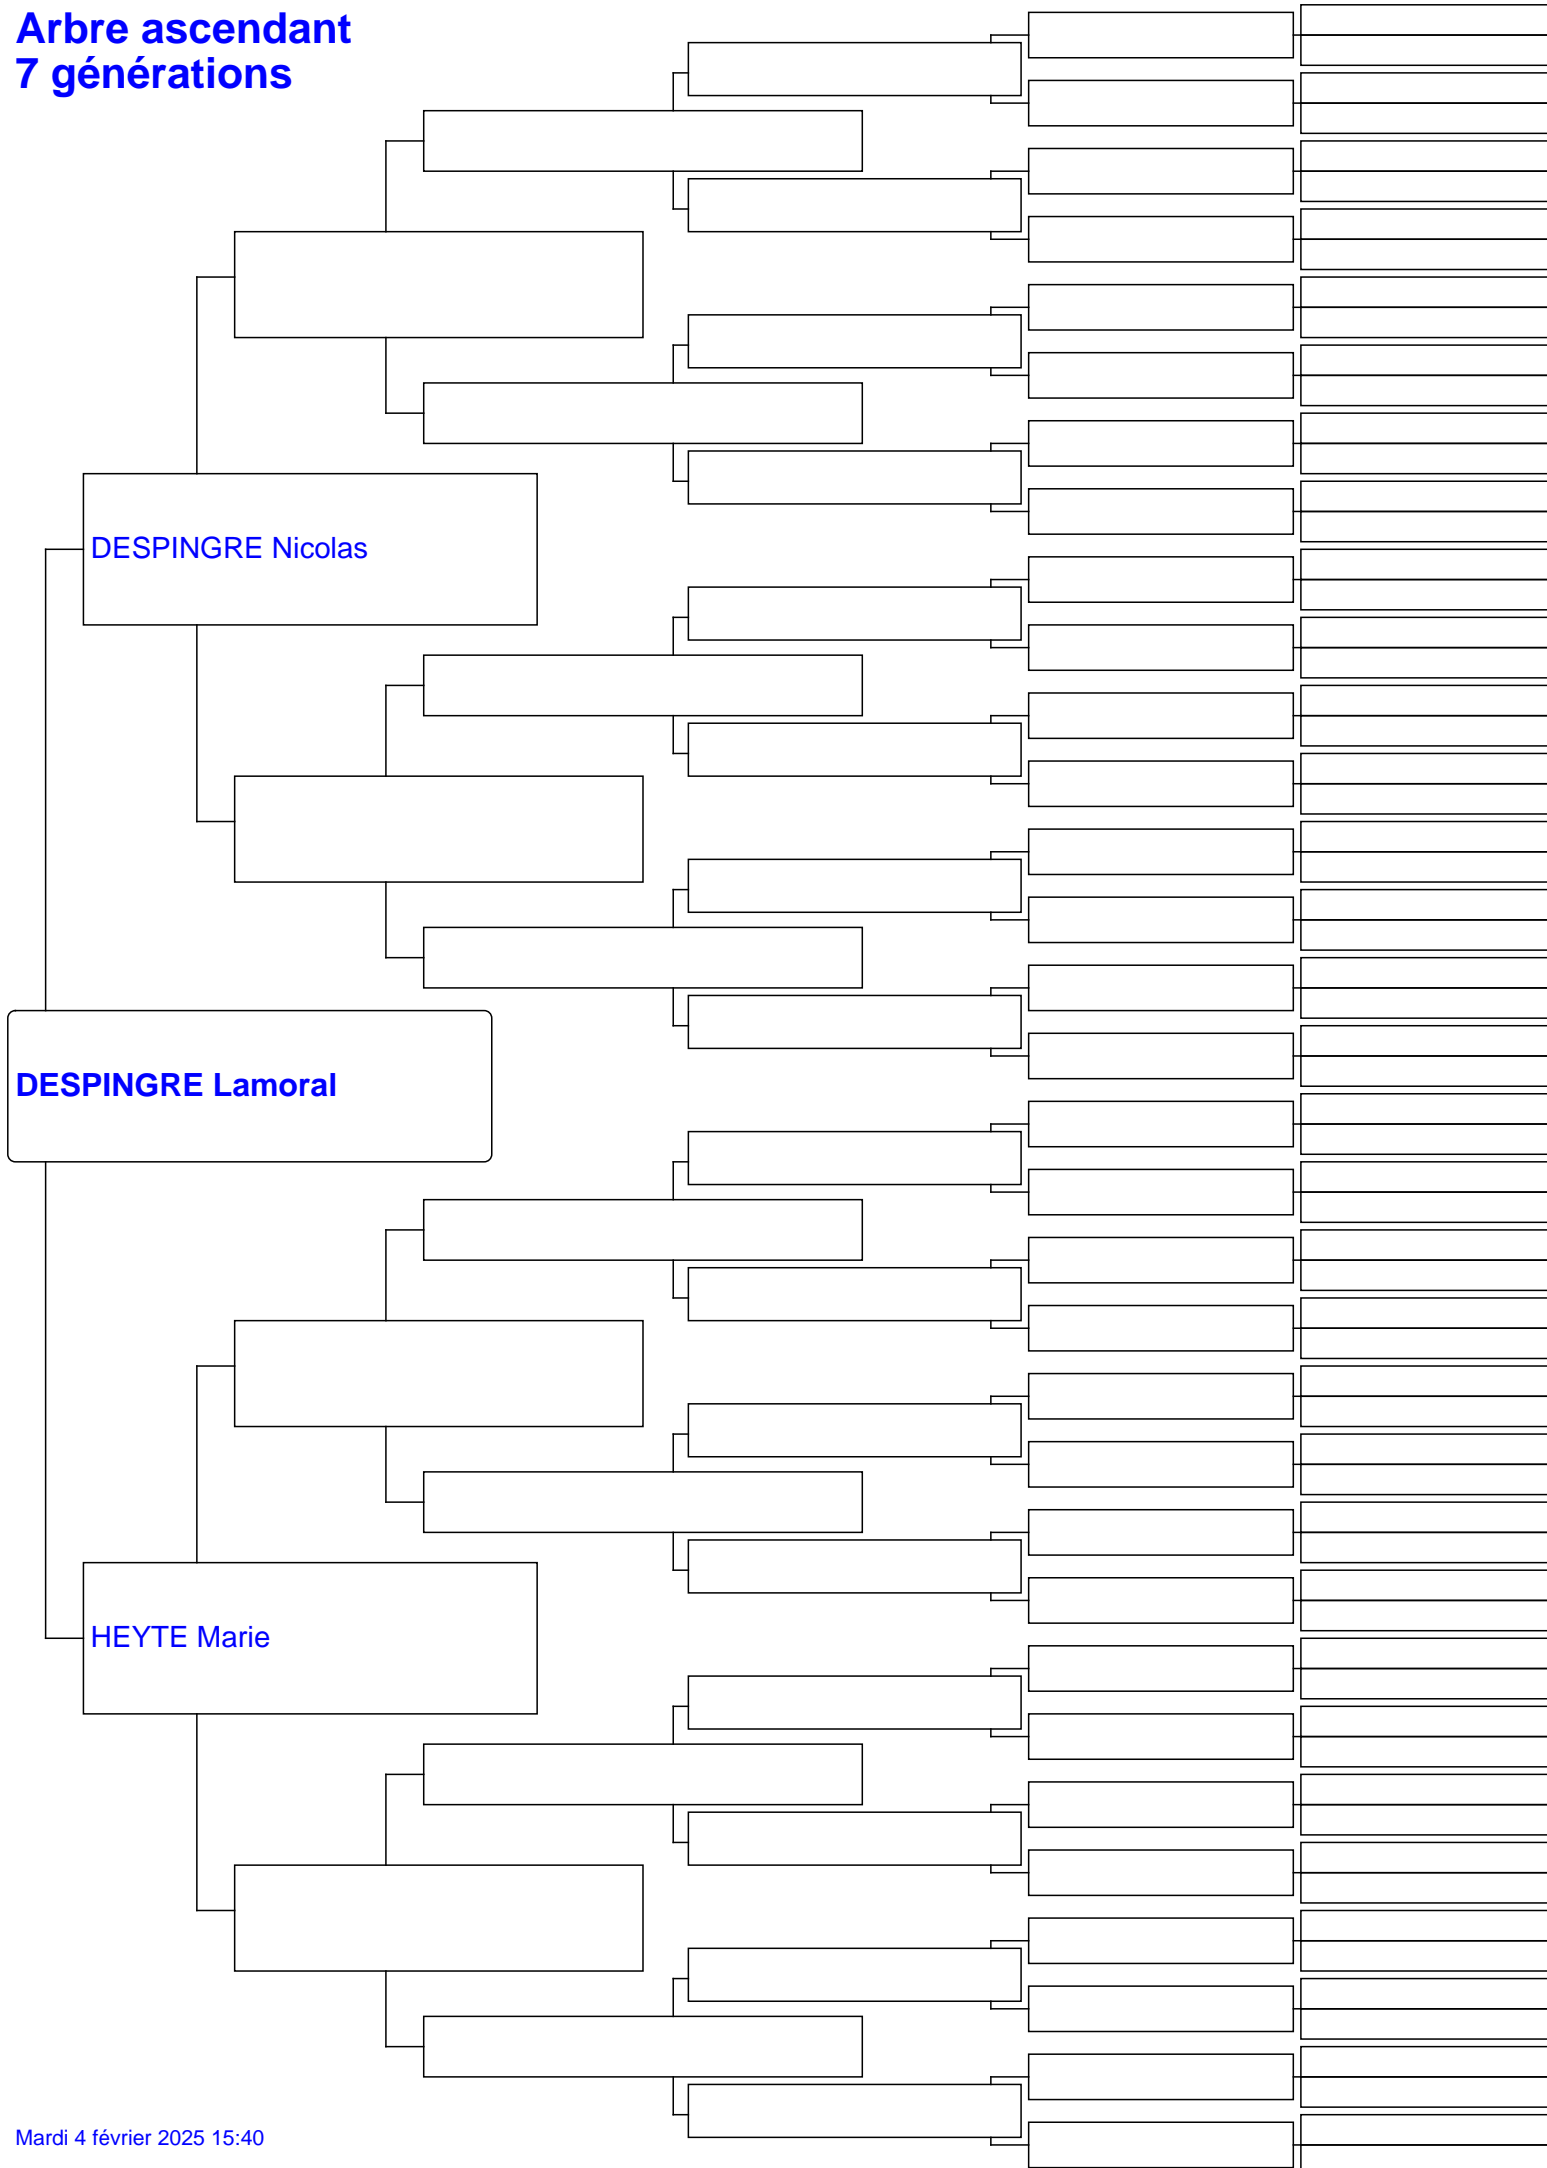 Arbre ascendant
7 générations
DESPINGRE Nicolas
DESPINGRE Lamoral
HEYTE Marie
Mardi 4 février 2025 15:40